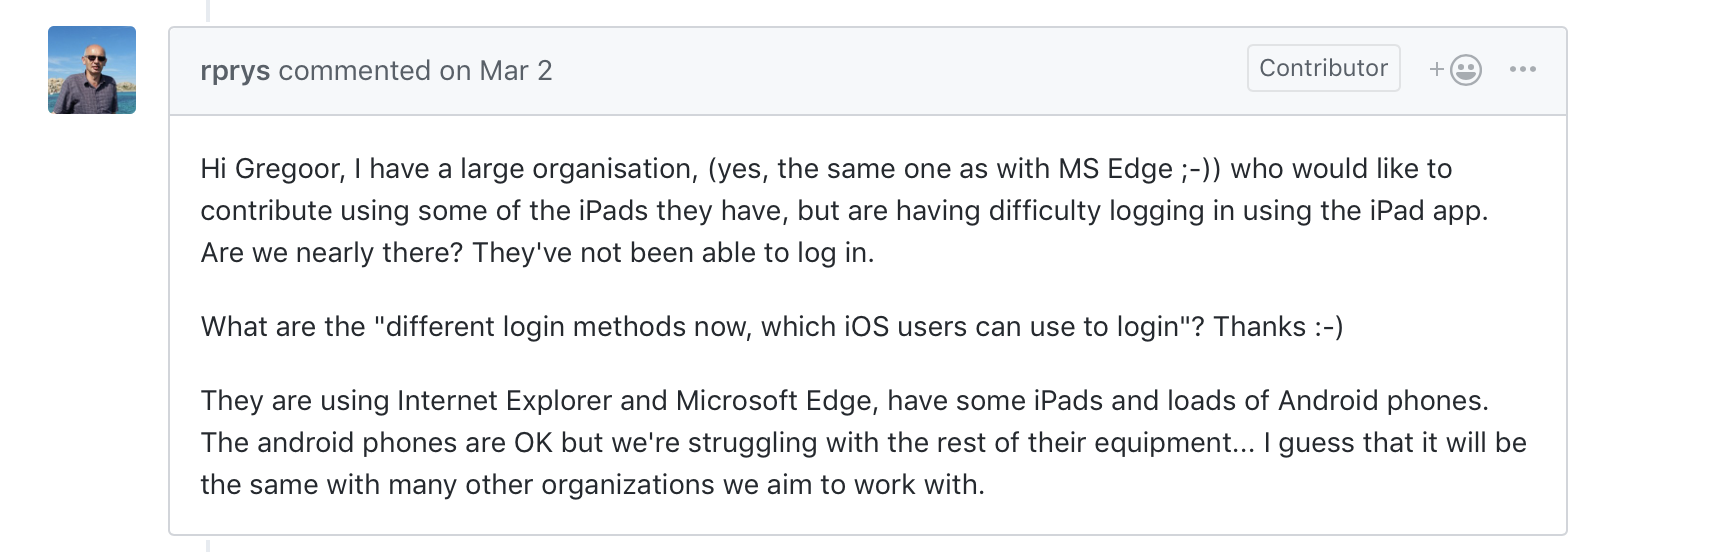 rprys commented on Mar 2
Contributor
Hi Gregoor, I have a large organisation, (yes, the same one as with MS Edge ;-)) who would like to
contribute using some of the iPads they have, but are having difficulty logging in using the iPad app.
Are we nearly there? They've not been able to log in.
What are the "different login methods now, which iOS users can use to login"? Thanks :-)
They are using Internet Explorer and Microsoft Edge, have some iPads and loads of Android phones.
The android phones are OK but we're struggling with the rest of their equipment... I guess that it will be
the same with many other organizations we aim to work with.